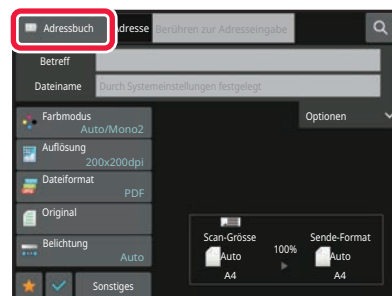 Adressbuch
Adresse
Berühren zur Adresseingabe
Betreff
Dateiname
Durch Systemeinstellungen festgelegt
Farbmodus
Auto/Mono2
Optionen
Auflösung
200x200dpi
Dateiformat
PDF
Original
Belichtung
Auto
Scan-Grösse
100%
Sende-Format
Auto
Auto
A4
A4
Sonstiges